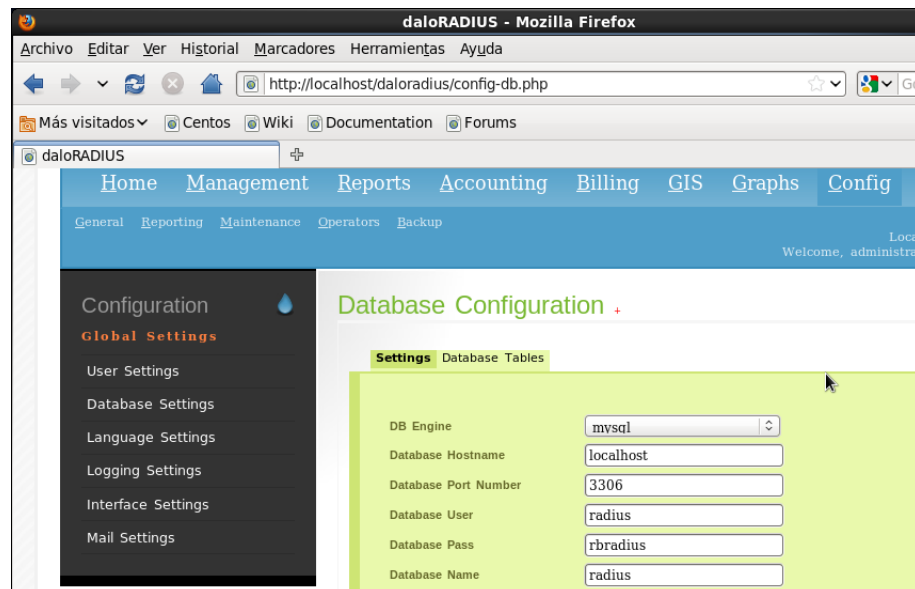 daloRADIUS - Mozilla Firefox
Archivo Editar Ver Historial Marcadores Herramientas Ayuda
http://localhost/daloradius/config-db.php
Más visitados Centos Wiki Documentation Forums
daloRADIUS
Home Management Reports Accounting Billing GIS Graphs Config
General Reporting Maintenance Operators Backup
Loca
Welcome, administra
Configuration
Global Settings
User Settings
Database Settings
Language Settings
Logging Settings
Interface Settings
Mail Settings
Database Configuration +
Settings Database Tables
DB Engine mysql
Database Hostname localhost
Database Port Number 3306
Database User radius
Database Pass rbradius
Database Name radius